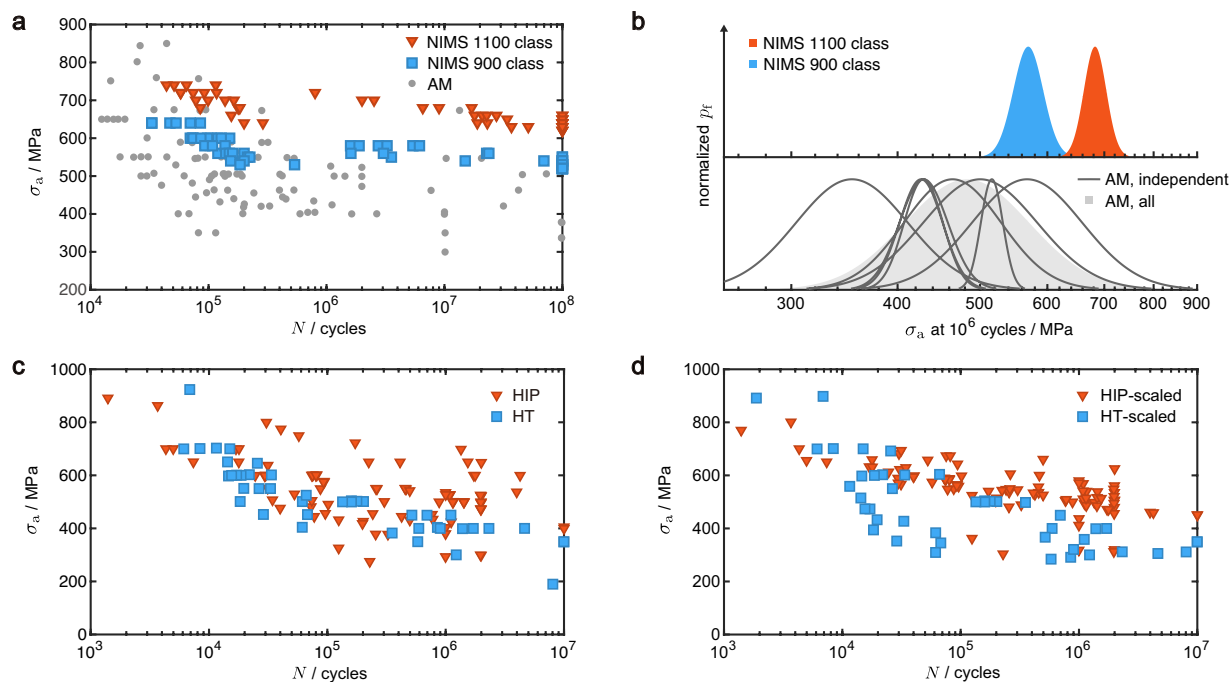 a
900
800
700
600
500
400
300
200
σa / MPa
NIMS 1100 class
NIMS 900 class
AM
10^4
10^5
10^6
10^7
10^8
N / cycles
b
NIMS 1100 class
NIMS 900 class
normalized pf
AM, independent
AM, all
300
400
500
600
700
800
900
σa at 10^6 cycles / MPa
c
1000
800
600
400
200
0
σa / MPa
HIP
HT
10^3
10^4
10^5
10^6
10^7
N / cycles
d
1000
800
600
400
200
0
σa / MPa
HIP-scaled
HT-scaled
10^3
10^4
10^5
10^6
10^7
N / cycles